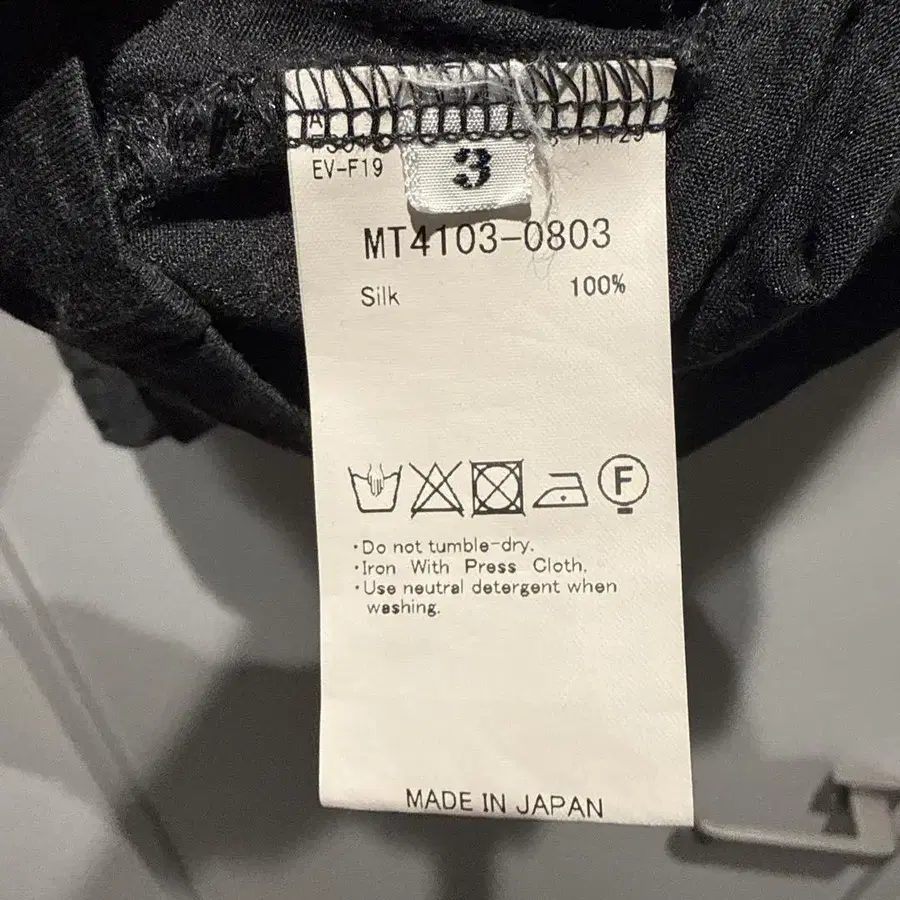 A
EV-F19
3
MT4103-0803
Silk 100%
F
・Do not tumble-dry.
・Iron With Press Cloth.
・Use neutral detergent when
washing.
MADE IN JAPAN